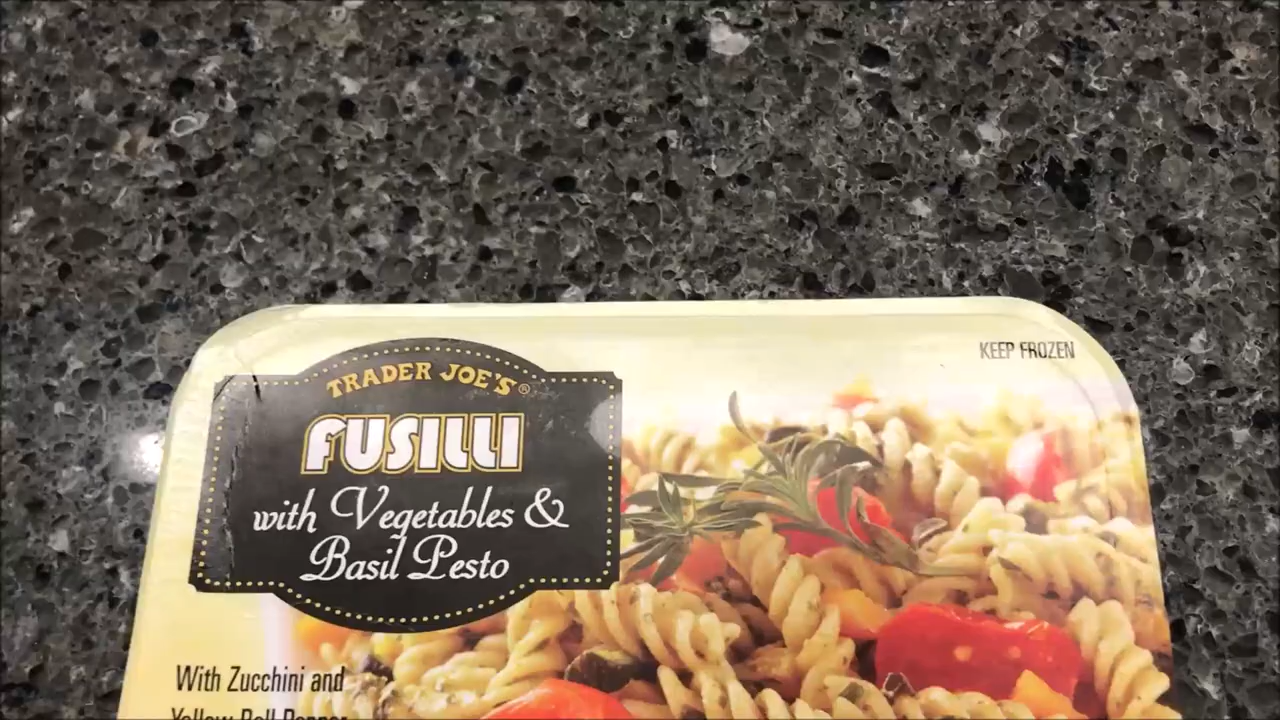 KEEP FROZEN
TRADER JOE'S®
FUSILLI
with Vegetables &
Basil Pesto
With Zucchini and
Yellow Bell Pepper